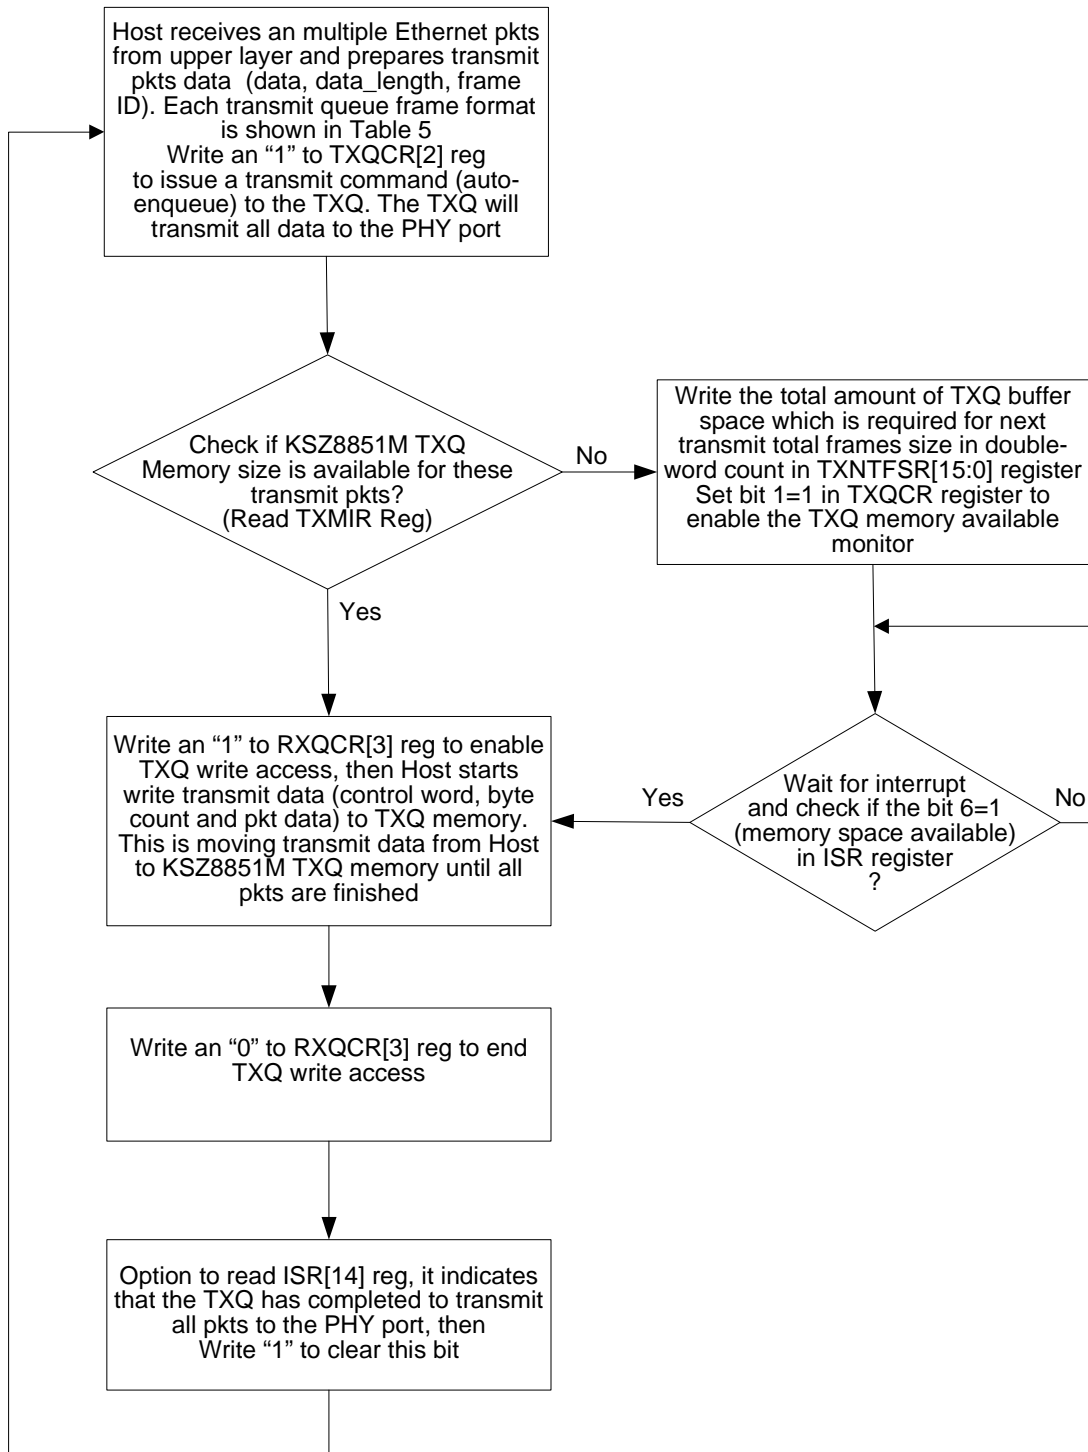 Host receives an multiple Ethernet pkts
from upper layer and prepares transmit
pkts data (data, data_length, frame
ID). Each transmit queue frame format
is shown in Table 5
Write an “1” to TXQCR[2] reg
to issue a transmit command (auto-
enqueue) to the TXQ. The TXQ will
transmit all data to the PHY port
Check if KSZ8851M TXQ
Memory size is available for these
transmit pkts?
(Read TXMIR Reg)
No
Write the total amount of TXQ buffer
space which is required for next
transmit total frames size in double-
word count in TXNTFSR[15:0] register
Set bit 1=1 in TXQCR register to
enable the TXQ memory available
monitor
Yes
Write an “1” to RXQCR[3] reg to enable
TXQ write access, then Host starts
write transmit data (control word, byte
count and pkt data) to TXQ memory.
This is moving transmit data from Host
to KSZ8851M TXQ memory until all
pkts are finished
Yes
Wait for interrupt
and check if the bit 6=1
(memory space available)
in ISR register
?
No
Write an “0” to RXQCR[3] reg to end
TXQ write access
Option to read ISR[14] reg, it indicates
that the TXQ has completed to transmit
all pkts to the PHY port, then
Write “1” to clear this bit